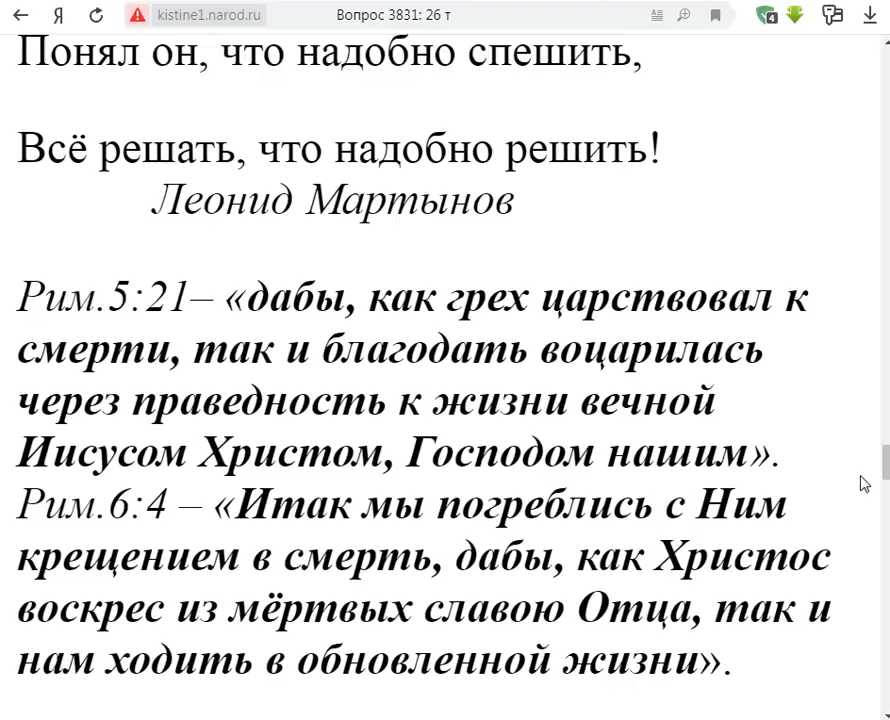 Я kistine1.narod.ru Вопрос 3831: 26 т 4
Понял он, что надобно спешить,
Всё решать, что надобно решить!
Леонид Мартынов
Рим.5:21– «дабы, как грех царствовал к
смерти, так и благодать воцарилась
через праведность к жизни вечной
Иисусом Христом, Господом нашим».
Рим.6:4 – «Итак мы погреблись с Ним
крещением в смерть, дабы, как Христос
воскрес из мёртвых славою Отца, так и
нам ходить в обновленной жизни».